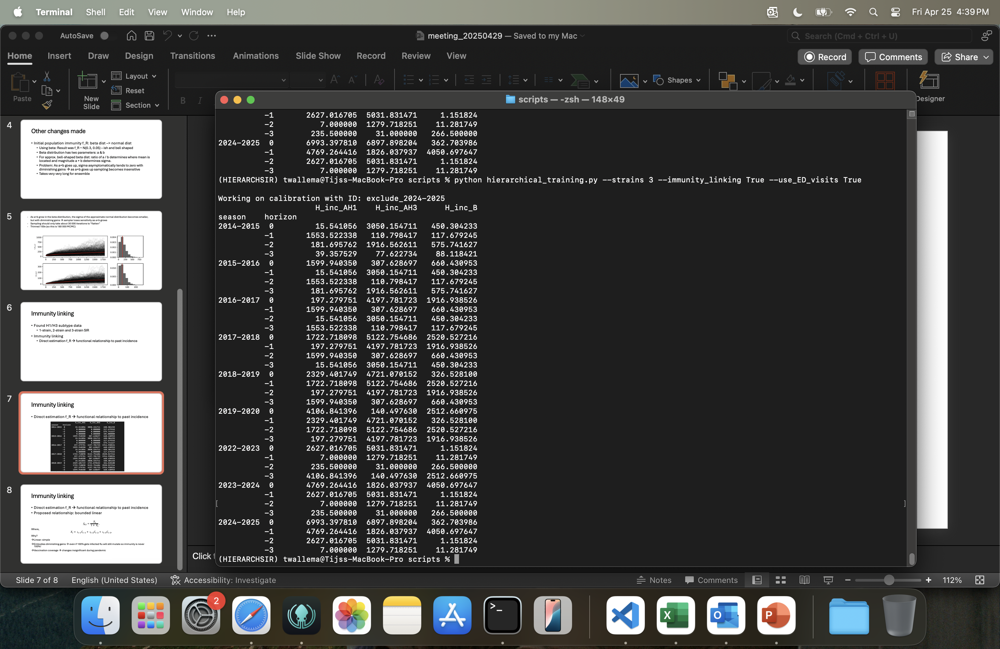 Terminal Shell Edit View Window Help Fri Apr 25 4:39 PM
AutoSave meeting_20250429 — Saved to my Mac Search (Cmd + Ctrl + U)
Home Insert Draw Design Transitions Animations Slide Show Record Review View Record Comments Share
Paste New Slide Layout Reset Section B I Shapes Designer
scripts — -zsh — 148×49
-1 2627.016705 5031.831471 1.151824
-2 7.000000 1279.718251 11.281749
-3 235.500000 31.000000 266.500000
2024-2025 0 6993.397810 6897.898204 362.703986
-1 4769.264416 1826.037937 4050.697647
-2 2627.016705 5031.831471 1.151824
-3 7.000000 1279.718251 11.281749
(HIERARCHSIR) twallema@Tijss-MacBook-Pro scripts % python hierarchical_training.py --strains 3 --immunity_linking True --use_ED_visits True
Working on calibration with ID: exclude_2024-2025
H_inc_AH1 H_inc_AH3 H_inc_B
season horizon
2014-2015 0 15.541056 3050.154711 450.304233
-1 1553.522338 110.798417 117.679245
-2 181.695762 1916.562611 575.741627
-3 39.357529 77.622734 88.118421
2015-2016 0 1599.940350 307.628697 660.430953
-1 15.541056 3050.154711 450.304233
-2 1553.522338 110.798417 117.679245
-3 181.695762 1916.562611 575.741627
2016-2017 0 197.279751 4197.781723 1916.938526
-1 1599.940350 307.628697 660.430953
-2 15.541056 3050.154711 450.304233
-3 1553.522338 110.798417 117.679245
2017-2018 0 1722.718098 5122.754686 2520.527216
-1 197.279751 4197.781723 1916.938526
-2 1599.940350 307.628697 660.430953
-3 15.541056 3050.154711 450.304233
2018-2019 0 2329.401749 4721.070152 326.528100
-1 1722.718098 5122.754686 2520.527216
-2 197.279751 4197.781723 1916.938526
-3 1599.940350 307.628697 660.430953
2019-2020 0 4106.841396 140.497630 2512.660975
-1 2329.401749 4721.070152 326.528100
-2 1722.718098 5122.754686 2520.527216
-3 197.279751 4197.781723 1916.938526
2022-2023 0 2627.016705 5031.831471 1.151824
-1 7.000000 1279.718251 11.281749
-2 235.500000 31.000000 266.500000
-3 4106.841396 140.497630 2512.660975
2023-2024 0 4769.264416 1826.037937 4050.697647
-1 2627.016705 5031.831471 1.151824
-2 7.000000 1279.718251 11.281749
-3 235.500000 31.000000 266.500000
2024-2025 0 6993.397810 6897.898204 362.703986
-1 4769.264416 1826.037937 4050.697647
-2 2627.016705 5031.831471 1.151824
-3 7.000000 1279.718251 11.281749
(HIERARCHSIR) twallema@Tijss-MacBook-Pro scripts %
4
Other changes made
• Initial population immunity f_R: beta dist –> normal dist
• Using beta: Result was f_R ~ N(0.3, 0.05) – ish and bell shaped
• Beta distribution has two parameters: a & b
• For approx. bell-shaped beta dist: ratio of a / b determines where mean is
located and magnitude a + b determines sigma.
• Problem: As a+b goes up, sigma asymptotically tends to zero with
diminishing gains → as a+b goes up sampling becomes insensitive
• Takes very very long for ensemble
5
- As a+b grow in the beta distribution, the sigma of the approximate normal distribution becomes smaller,
but with diminishing gains → sampler loses sensitivity as a+b grows
- Sampling should only take about 30 000 iterations to "flatten"
- Thinned 100x (so this is 180 000 MCMC)
6
Immunity linking
• Found H1/H3 subtype data
• 1-strain, 2-strain and 3-strain SIR
• Immunity linking
• Direct estimation f_R → functional relationship to past incidence
7
Immunity linking
• Direct estimation f_R → functional relationship to past incidence
8
Immunity linking
• Direct estimation f_R → functional relationship to past incidence
• Proposed relationship: bounded linear
Where,
Why?
→Linear: simple
→Embodies diminishing gains → even if 100% gets infected flu will still mutate so immunity is never
100%!
→Vaccination coverage → changes insignificant during pandemic
Click t
Slide 7 of 8 English (United States) Accessibility: Investigate Notes Comments 112%
2